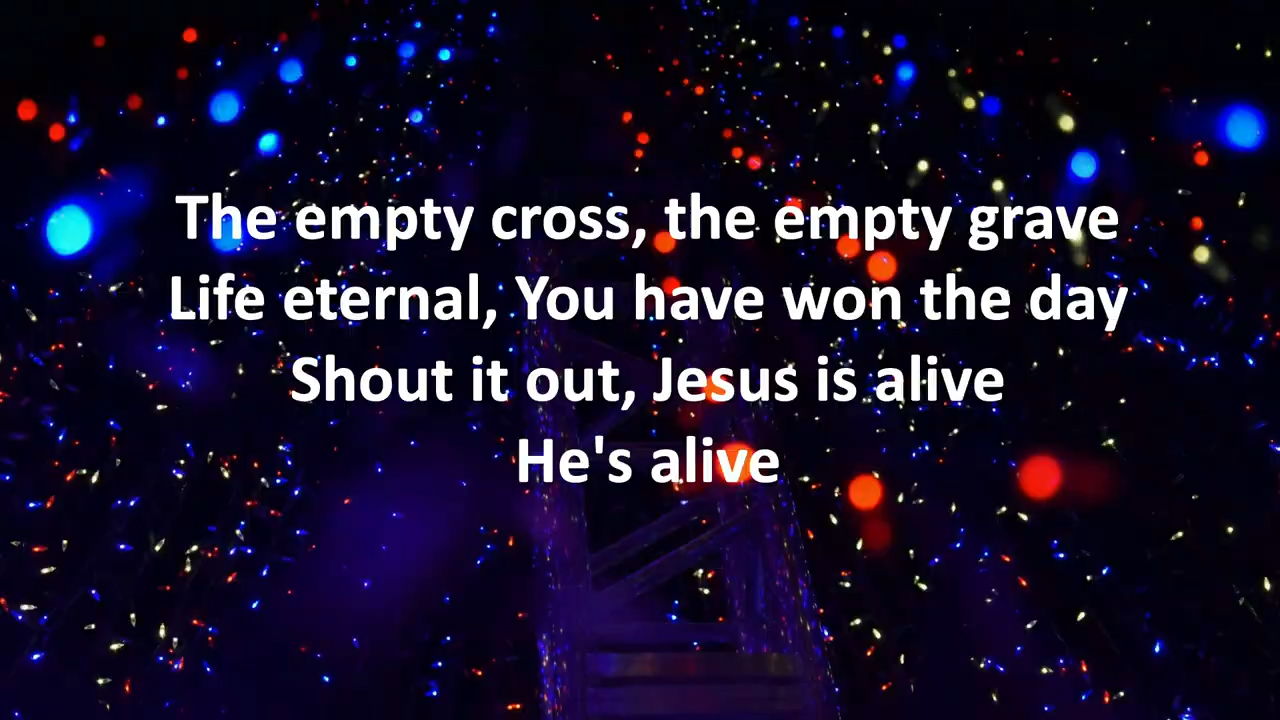 The empty cross, the empty grave
Life eternal, You have won the day
Shout it out, Jesus is alive
He's alive